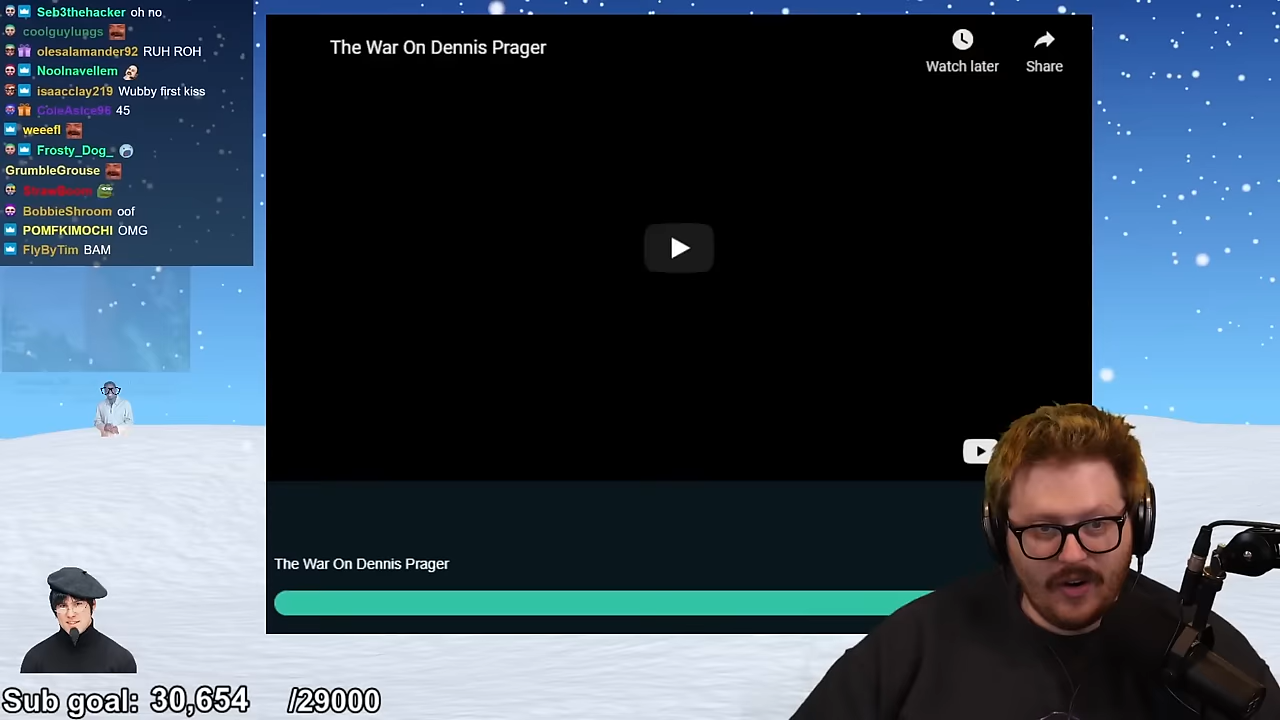 Seb3thehacker oh no
coolguylungs
olesalamander92 RUH ROH
Noolnavellem
isaacclay219 Wubby first kiss
ColeAsIce96 45
weeefl
Frosty_Dog_
GrumbleGrouse
BobbieShroom oof
POMFKIMOCHI OMG
FlyByTim BAM
The War On Dennis Prager
Watch later
Share
The War On Dennis Prager
Sub goal: 30,654 /29000